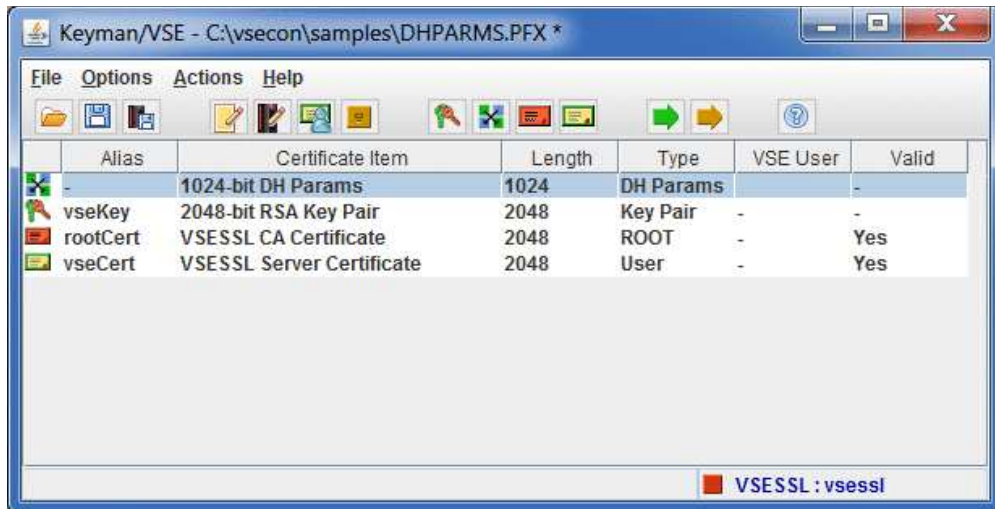 Keyman/VSE - C:\vsecon\samples\DHPARMS.PFX *
File Options Actions Help
Alias Certificate Item Length Type VSE User Valid
- 1024-bit DH Params 1024 DH Params -
vseKey 2048-bit RSA Key Pair 2048 Key Pair - -
rootCert VSESSL CA Certificate 2048 ROOT - Yes
vseCert VSESSL Server Certificate 2048 User - Yes
VSESSL : vsessl